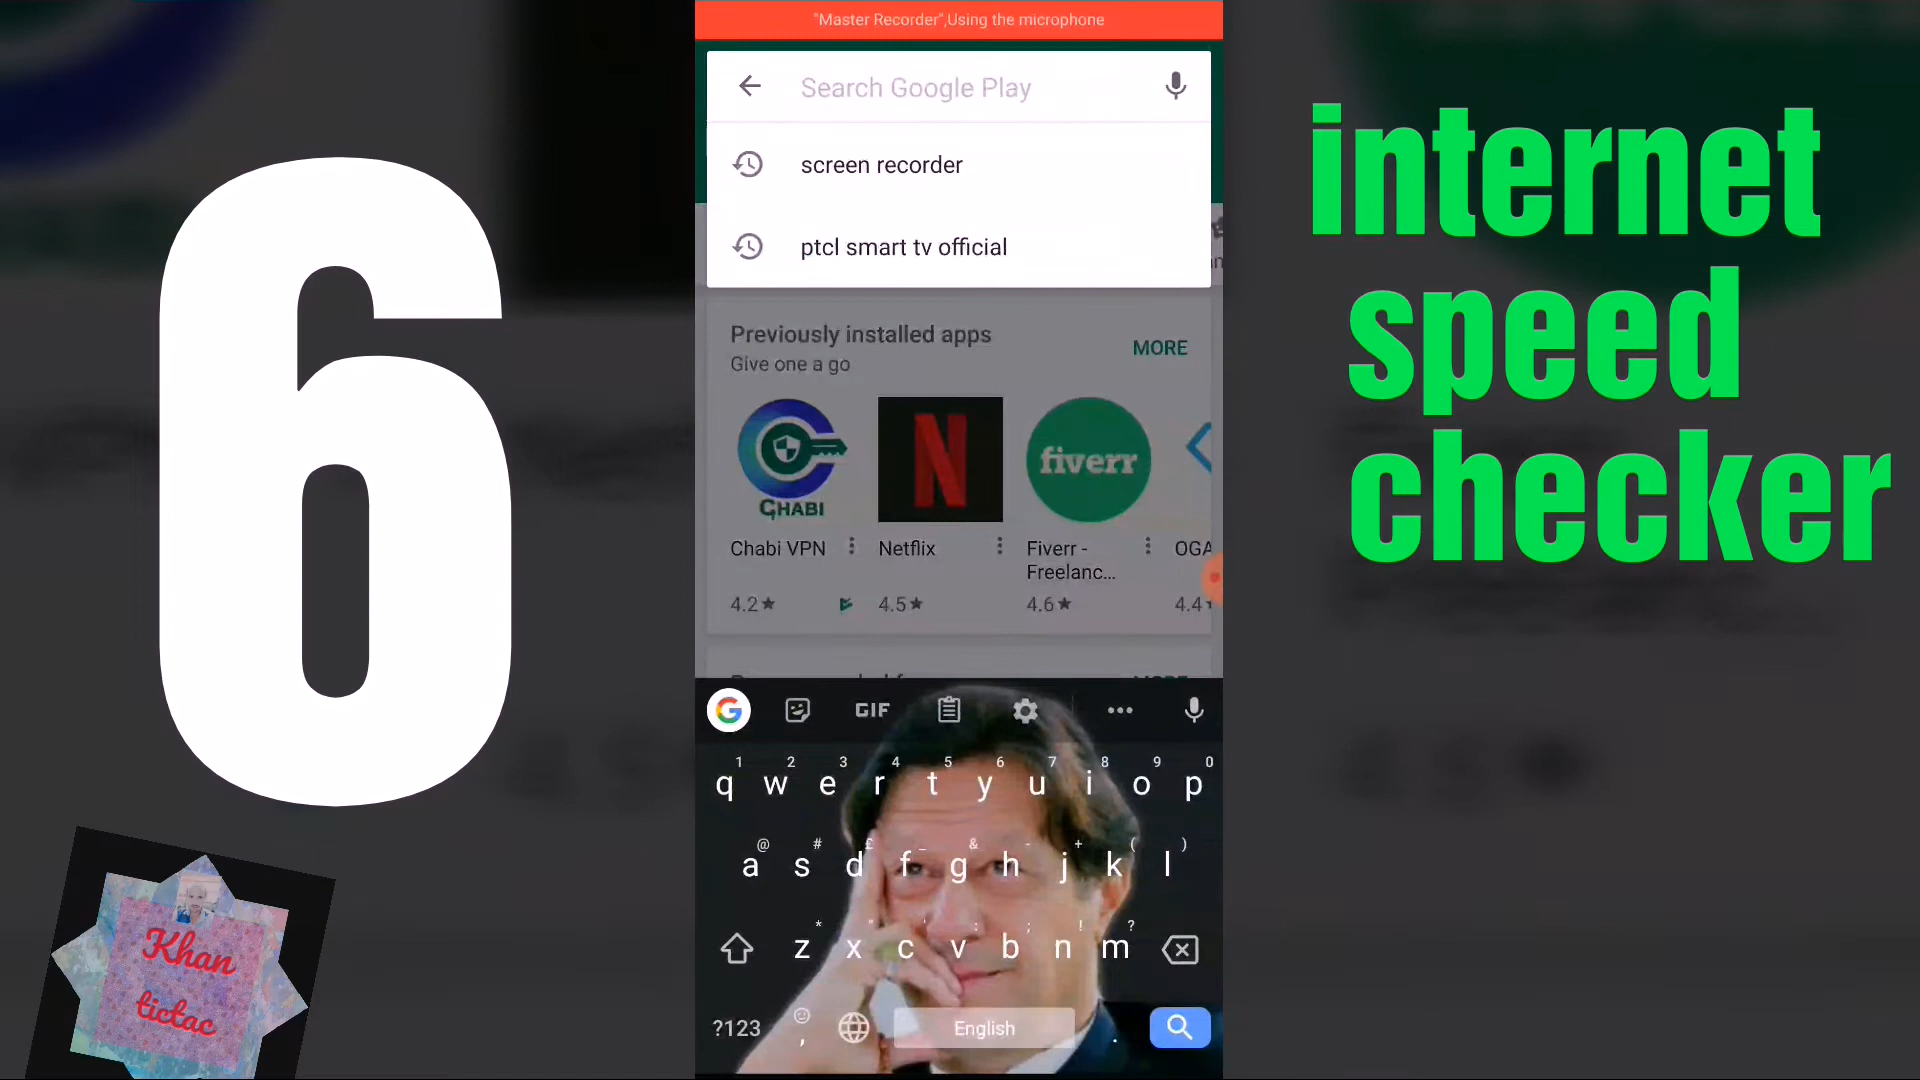 "Master Recorder",Using the microphone
Search Google Play
screen recorder
ptcl smart tv official
Previously installed apps
Give one a go
MORE
CHABI
N
fiverr
Chabi VPN
Netflix
Fiverr -
Freelanc...
OGA
4.2★
4.5★
4.6★
4.4
G
GIF
1 2 3 4 5 6 7 8 9 0
q w e r t y u i o p
@ # £ _ & - + ( )
a s d f g h j k l
* " ' : ; ! ?
z x c v b n m
?123
,
English
.
6
internet
speed
checker
Khan
tictac